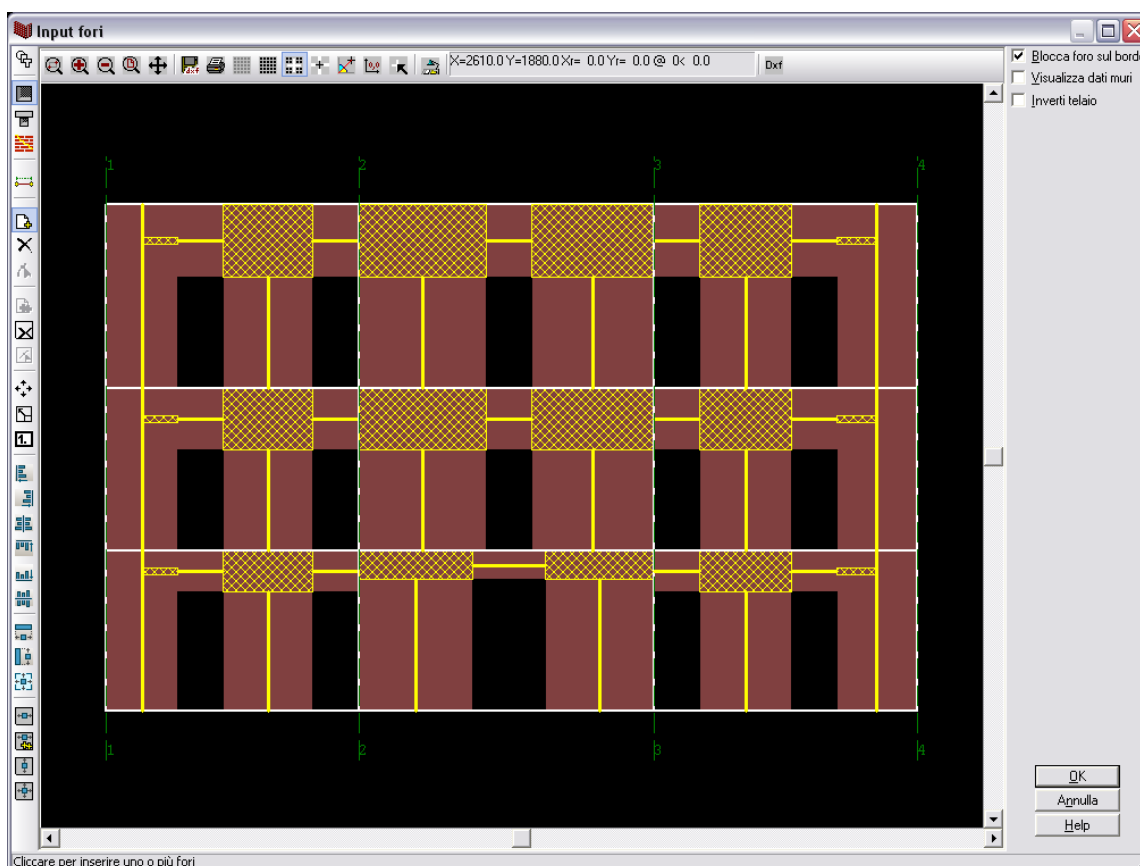 Input fori
X=2610.0 Y=1880.0 Xr= 0.0 Yr= 0.0 @ 0< 0.0
Dxf
Blocca foro sul bord
Visualizza dati muri
Inverti telaio
1 2 3 4
1 2 3 4
OK
Annulla
Help
Cliccare per inserire uno o più fori